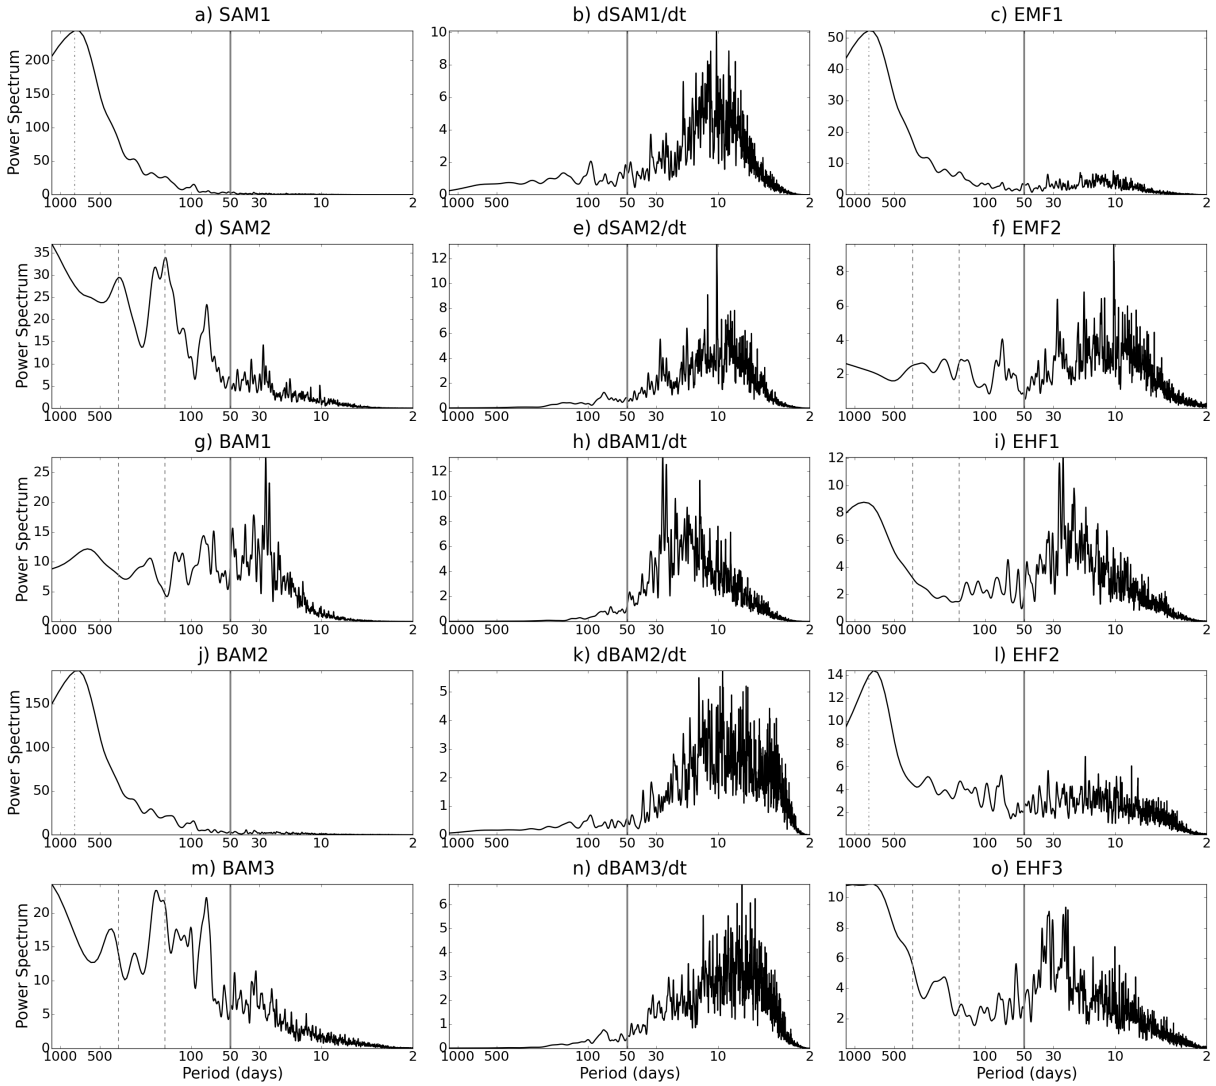 a) SAM1
b) dSAM1/dt
c) EMF1
Power Spectrum
200
150
100
50
0
1000 500 100 50 30 10 2
10
8
6
4
2
0
1000 500 100 50 30 10 2
50
40
30
20
10
0
1000 500 100 50 30 10 2
d) SAM2
e) dSAM2/dt
f) EMF2
Power Spectrum
35
30
25
20
15
10
5
0
1000 500 100 50 30 10 2
12
10
8
6
4
2
0
1000 500 100 50 30 10 2
8
6
4
2
1000 500 100 50 30 10 2
g) BAM1
h) dBAM1/dt
i) EHF1
Power Spectrum
25
20
15
10
5
0
1000 500 100 50 30 10 2
12
10
8
6
4
2
0
1000 500 100 50 30 10 2
12
10
8
6
4
2
0
1000 500 100 50 30 10 2
j) BAM2
k) dBAM2/dt
l) EHF2
Power Spectrum
150
100
50
0
1000 500 100 50 30 10 2
5
4
3
2
1
0
1000 500 100 50 30 10 2
14
12
10
8
6
4
2
1000 500 100 50 30 10 2
m) BAM3
n) dBAM3/dt
o) EHF3
Power Spectrum
20
15
10
5
0
1000 500 100 50 30 10 2
Period (days)
6
5
4
3
2
1
0
1000 500 100 50 30 10 2
Period (days)
10
8
6
4
2
1000 500 100 50 30 10 2
Period (days)